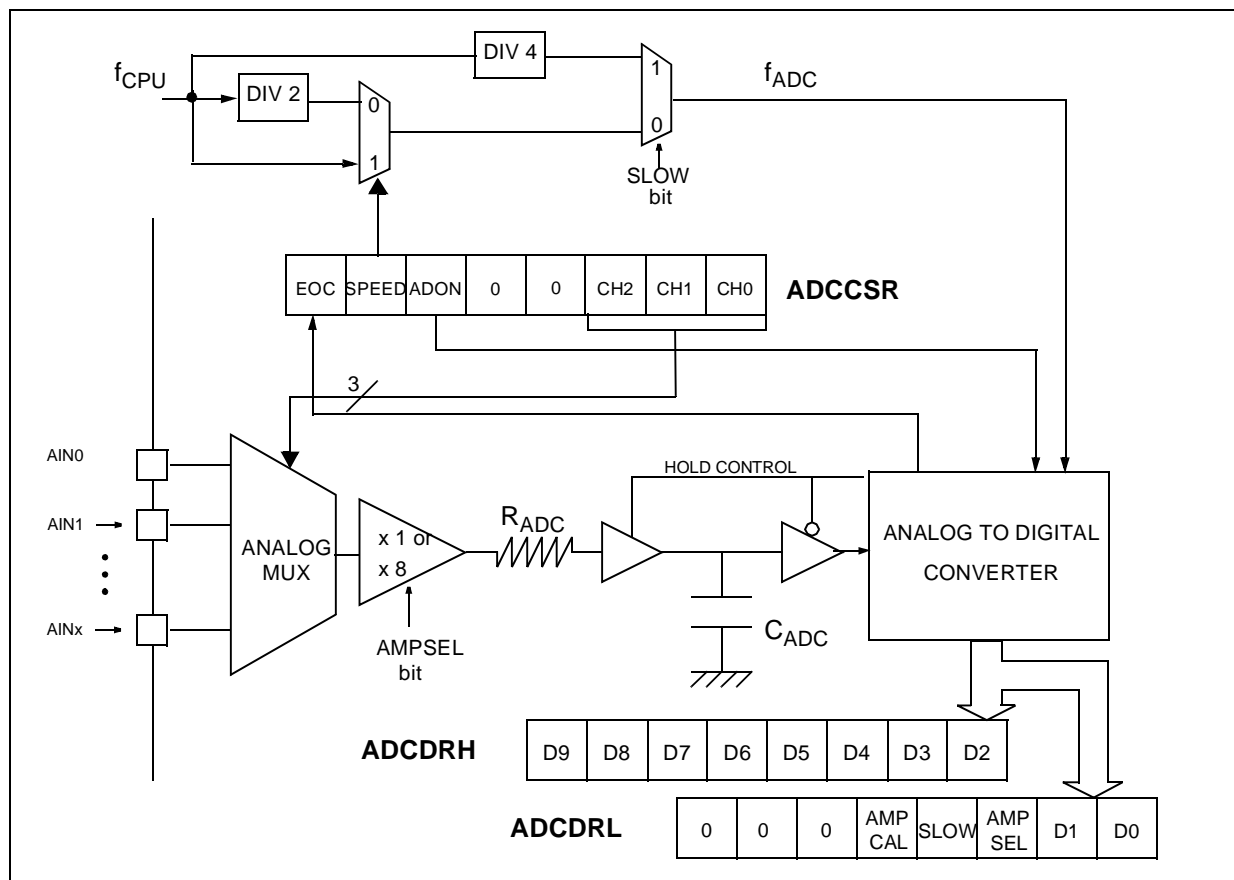 DIV 4
f_CPU
DIV 2
0
1
1
0
f_ADC
SLOW
bit
EOC SPEED ADON 0 0 CH2 CH1 CH0
ADCCSR
3
AIN0
AIN1
AINx
ANALOG
MUX
x 1 or
x 8
AMPSEL
bit
R_ADC
HOLD CONTROL
C_ADC
ANALOG TO DIGITAL
CONVERTER
ADCDRH
D9 D8 D7 D6 D5 D4 D3 D2
ADCDRL
0 0 0 AMP CAL SLOW AMP SEL D1 D0